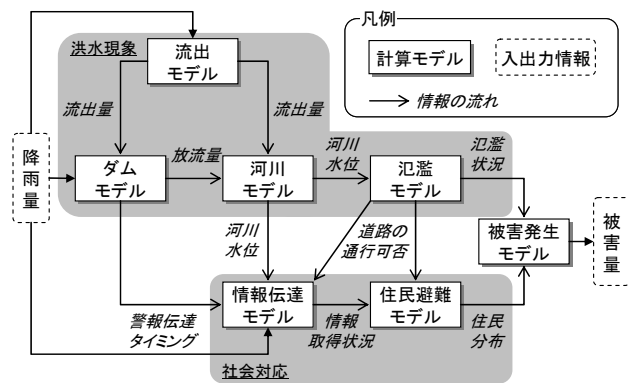 凡例
計算モデル
入出力情報
情報の流れ
洪水現象
流出
モデル
流出量
流出量
降
雨
量
ダム
モデル
放流量
河川
モデル
河川
水位
氾濫
モデル
氾濫
状況
河川
水位
道路の
通行可否
被害発生
モデル
被
害
量
警報伝達
タイミング
情報伝達
モデル
情報
取得状況
住民避難
モデル
住民
分布
社会対応